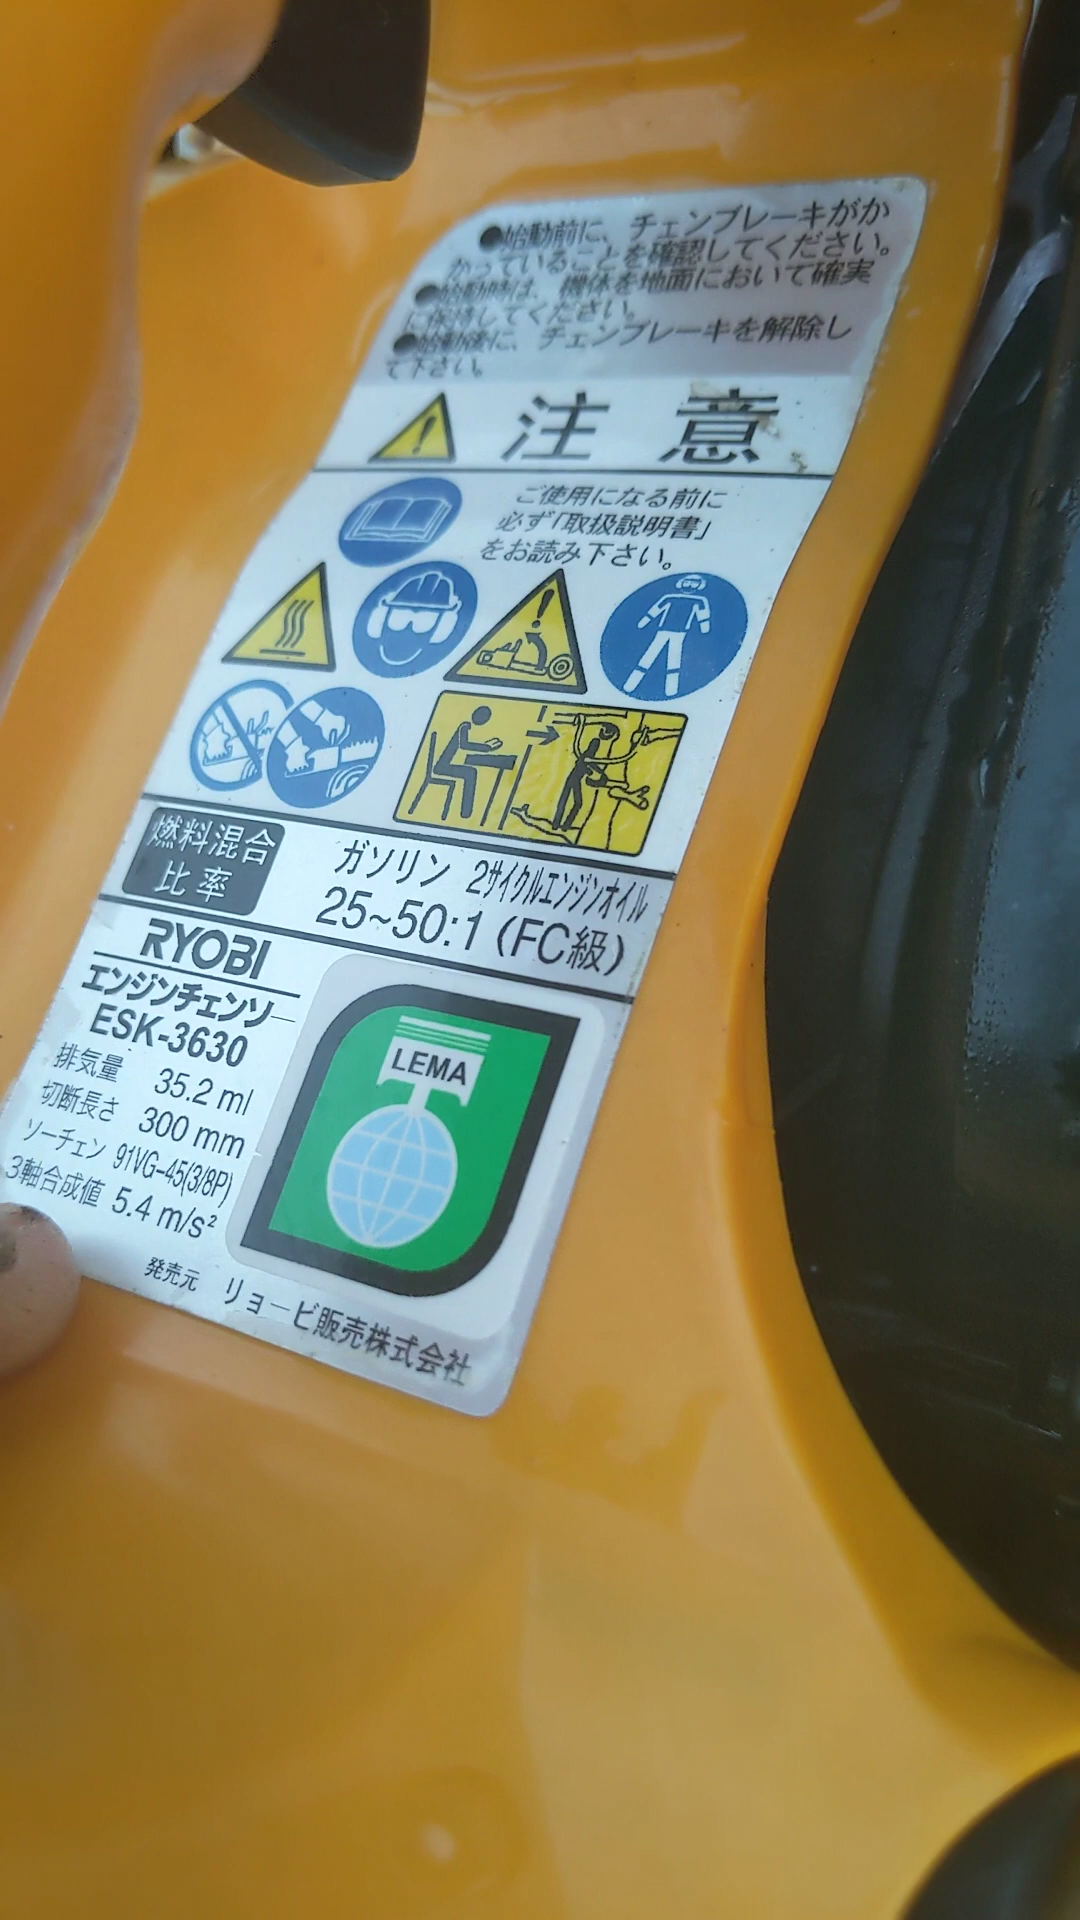 ●始動前に、チェンブレーキがか
かっていることを確認してください。
●始動時は、機体を地面において確実
に保持してください。
●始動後に、チェンブレーキを解除し
て下さい。
注意
ご使用になる前に
必ず「取扱説明書」
をお読み下さい。
燃料混合
比率
ガソリン 2サイクルエンジンオイル
25~50:1 (FC級)
RYOBI
エンジンチェンソー
ESK-3630
排気量 35.2 ml
切断長さ 300 mm
ソーチェン 91VG-45(3/8P)
3軸合成値 5.4 m/s²
LEMA
発売元 リョービ販売株式会社